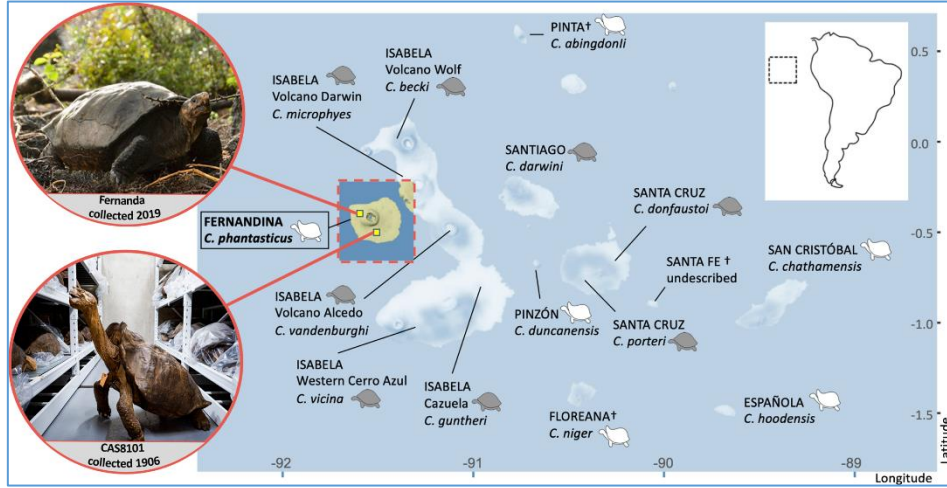 Fernanda
collected 2019
CAS8101
collected 1906
PINTA†
C. abingdonii
ISABELA
Volcano Wolf
C. becki
ISABELA
Volcano Darwin
C. microphyes
SANTIAGO
C. darwini
FERNANDINA
C. phantasticus
SANTA CRUZ
C. donfaustoi
SANTA FE †
undescribed
SAN CRISTÓBAL
C. chathamensis
ISABELA
Volcano Alcedo
C. vandenburghi
PINZÓN
C. duncanensis
SANTA CRUZ
C. porteri
ISABELA
Western Cerro Azul
C. vicina
ISABELA
Cazuela
C. guntheri
FLOREANA†
C. niger
ESPAÑOLA
C. hoodensis
0.5
0.0
-0.5
-1.0
-1.5
Latitude
-92
-91
-90
-89
Longitude